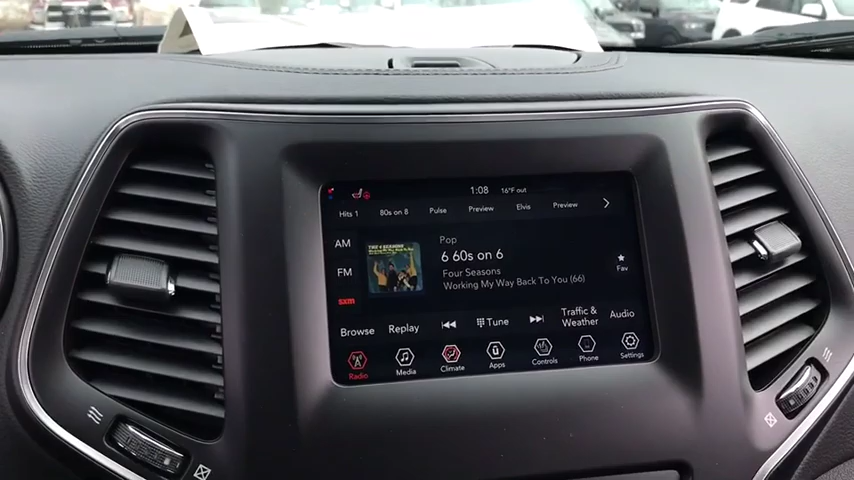 1:08 16°F out
Hits 1 80s on 8 Pulse Preview Elvis Preview
AM
FM
sxm
Pop
6 60s on 6
Four Seasons
Working My Way Back To You (66)
Fav
Browse Replay Tune Traffic & Weather Audio
Radio Media Climate Apps Controls Phone Settings